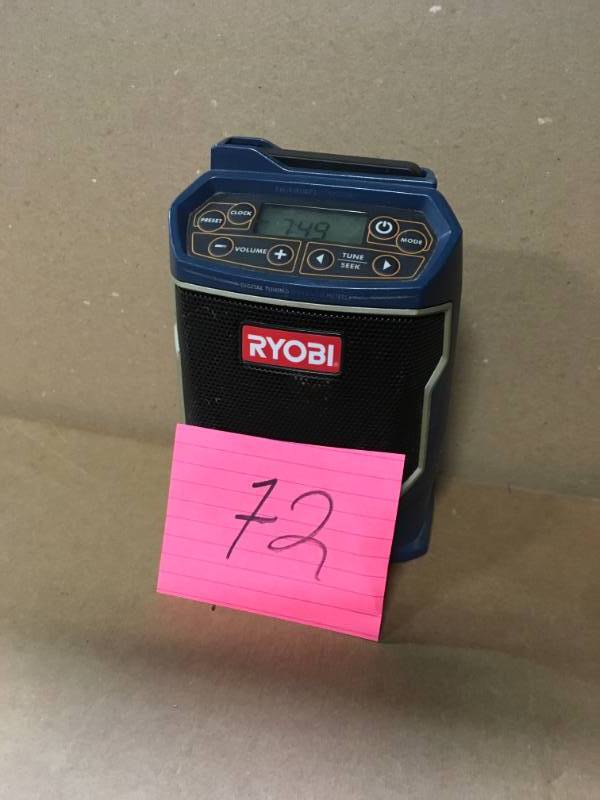 7:49
PRESET
CLOCK
MODE
VOLUME
TUNE
SEEK
DIGITAL TUNING
RYOBI
72